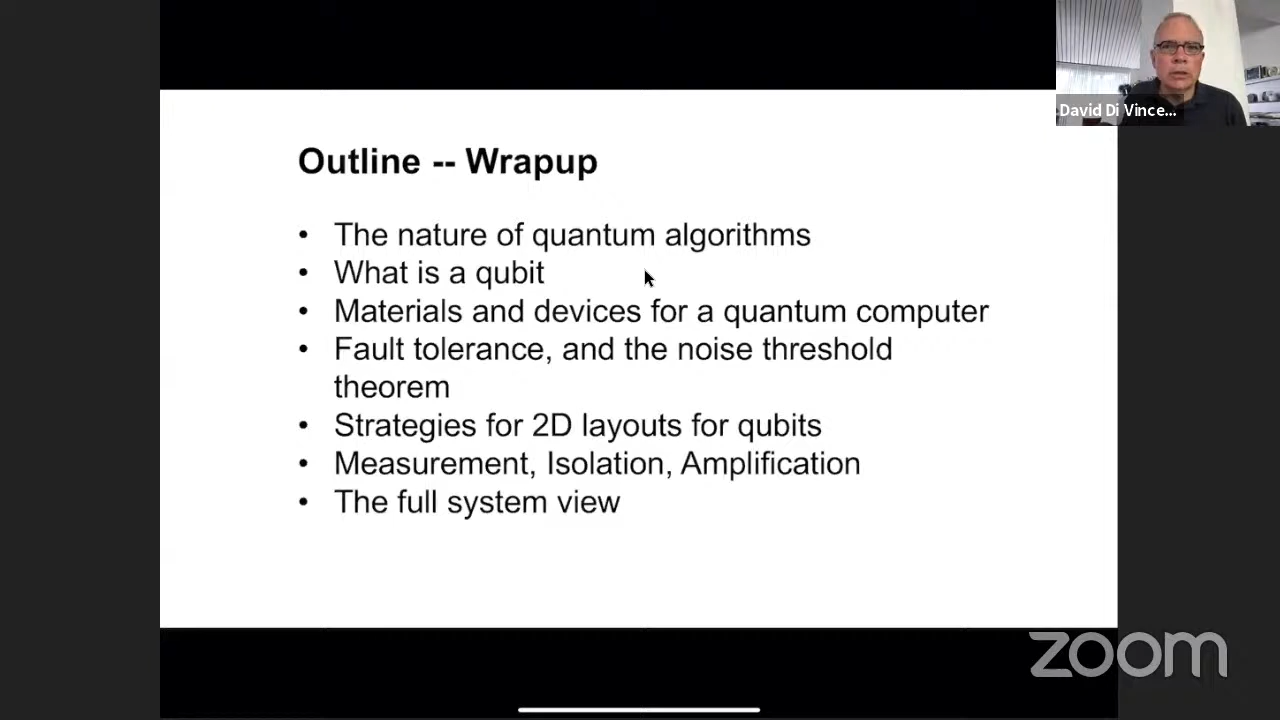 David Di Vince...
Outline -- Wrapup
• The nature of quantum algorithms
• What is a qubit
• Materials and devices for a quantum computer
• Fault tolerance, and the noise threshold
theorem
• Strategies for 2D layouts for qubits
• Measurement, Isolation, Amplification
• The full system view
zoom